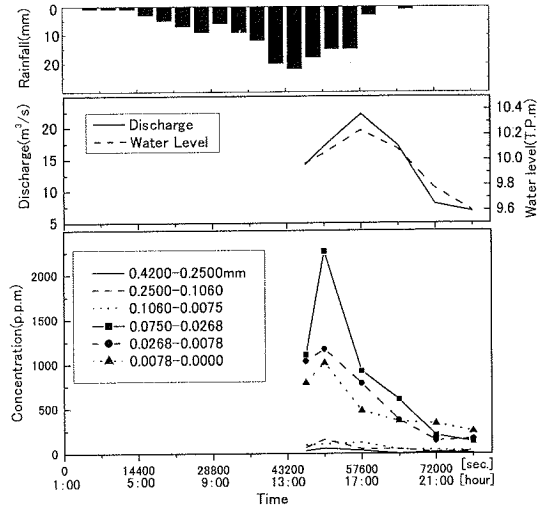 Rainfall(mm)
0
10
20
Discharge(m³/s)
20
15
10
5
Discharge
Water Level
10.4
10.2
10.0
9.8
9.6
Water level(T.P.m)
Concentration(p.p.m)
2000
1500
1000
500
0
0.4200-0.2500mm
0.2500-0.1060
0.1060-0.0075
0.0750-0.0268
0.0268-0.0078
0.0078-0.0000
0 14400 28800 43200 57600 72000 [sec.]
1:00 5:00 9:00 13:00 17:00 21:00 [hour]
Time